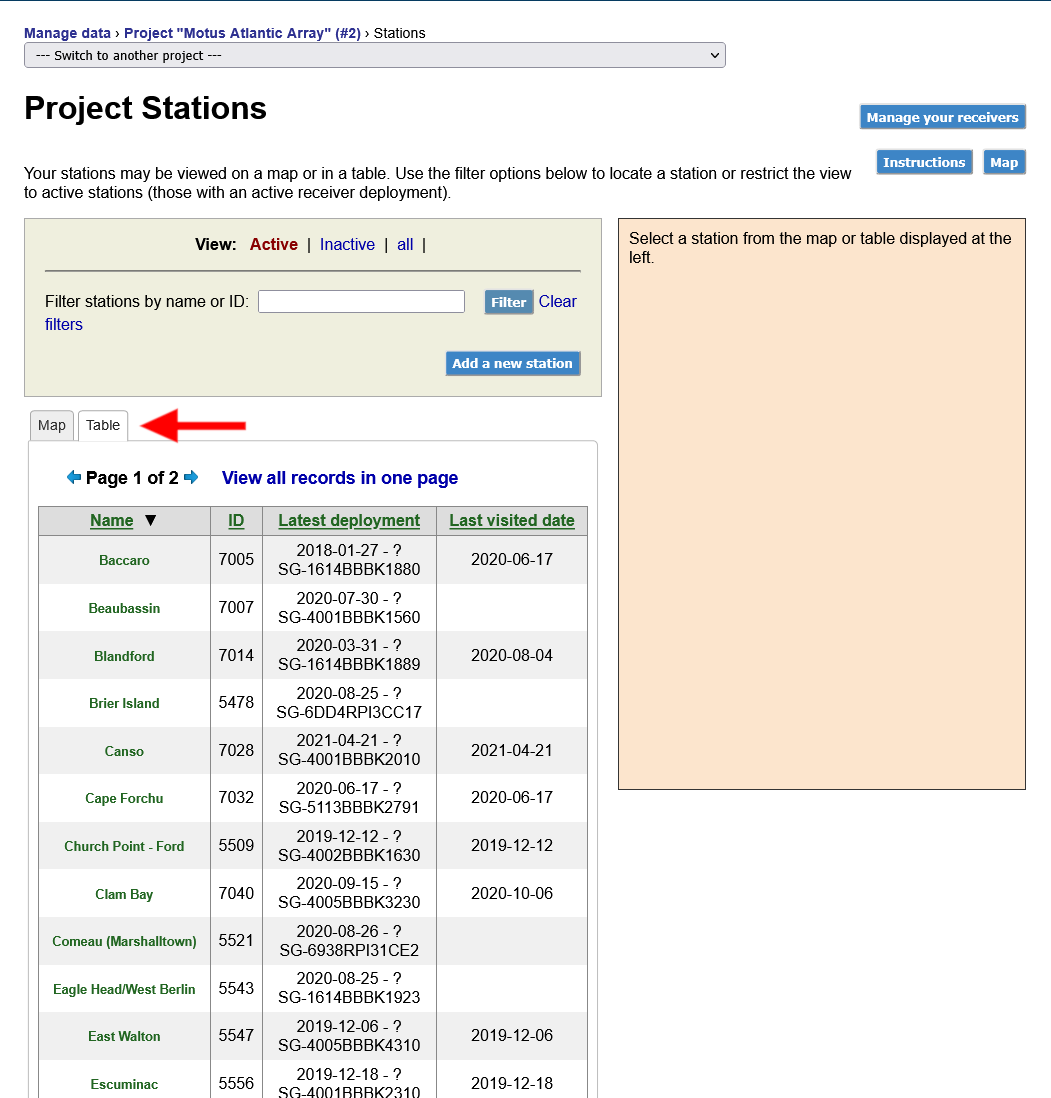 Manage data › Project "Motus Atlantic Array" (#2) › Stations
--- Switch to another project ---
Project Stations
Manage your receivers
Instructions Map
Your stations may be viewed on a map or in a table. Use the filter options below to locate a station or restrict the view
to active stations (those with an active receiver deployment).
View: Active | Inactive | all |
Filter stations by name or ID: Filter Clear
filters
Add a new station
Select a station from the map or table displayed at the
left.
Map Table
Page 1 of 2 View all records in one page
Name ▼ ID Latest deployment Last visited date
Baccaro 7005 2018-01-27 - ? 2020-06-17
SG-1614BBBK1880
Beaubassin 7007 2020-07-30 - ?
SG-4001BBBK1560
Blandford 7014 2020-03-31 - ? 2020-08-04
SG-1614BBBK1889
Brier Island 5478 2020-08-25 - ?
SG-6DD4RPI3CC17
Canso 7028 2021-04-21 - ? 2021-04-21
SG-4001BBBK2010
Cape Forchu 7032 2020-06-17 - ? 2020-06-17
SG-5113BBBK2791
Church Point - Ford 5509 2019-12-12 - ? 2019-12-12
SG-4002BBBK1630
Clam Bay 7040 2020-09-15 - ? 2020-10-06
SG-4005BBBK3230
Comeau (Marshalltown) 5521 2020-08-26 - ?
SG-6938RPI31CE2
Eagle Head/West Berlin 5543 2020-08-25 - ?
SG-1614BBBK1923
East Walton 5547 2019-12-06 - ? 2019-12-06
SG-4005BBBK4310
Escuminac 5556 2019-12-18 - ? 2019-12-18
SG-4001BBBK2310